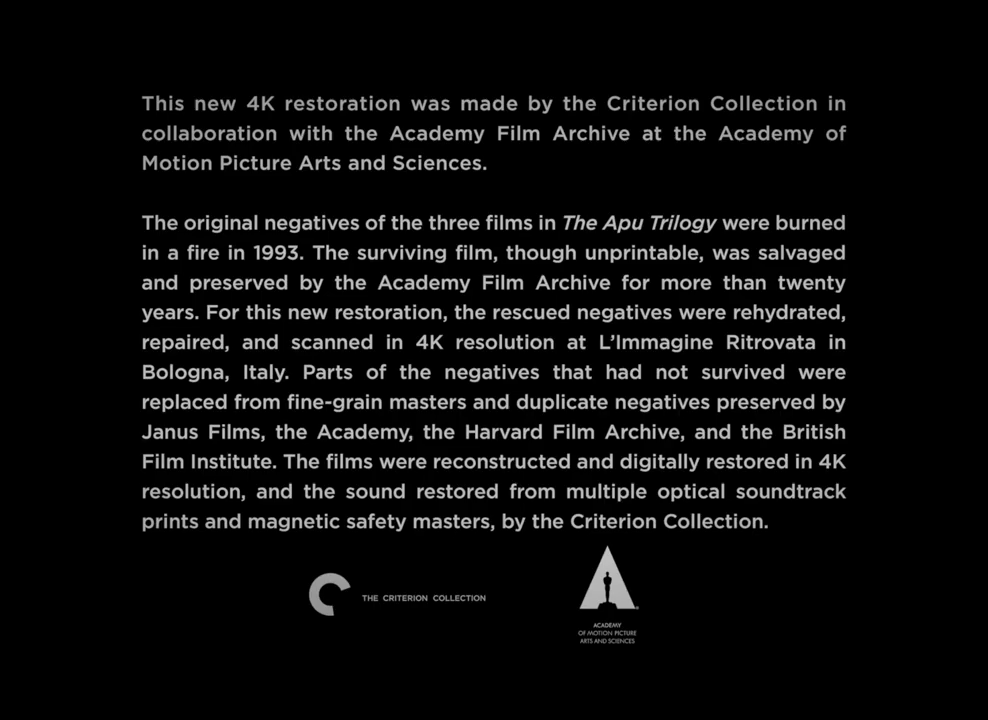 This new 4K restoration was made by the Criterion Collection in
collaboration with the Academy Film Archive at the Academy of
Motion Picture Arts and Sciences.
The original negatives of the three films in The Apu Trilogy were burned
in a fire in 1993. The surviving film, though unprintable, was salvaged
and preserved by the Academy Film Archive for more than twenty
years. For this new restoration, the rescued negatives were rehydrated,
repaired, and scanned in 4K resolution at L’Immagine Ritrovata in
Bologna, Italy. Parts of the negatives that had not survived were
replaced from fine-grain masters and duplicate negatives preserved by
Janus Films, the Academy, the Harvard Film Archive, and the British
Film Institute. The films were reconstructed and digitally restored in 4K
resolution, and the sound restored from multiple optical soundtrack
prints and magnetic safety masters, by the Criterion Collection.
THE CRITERION COLLECTION
ACADEMY
OF MOTION PICTURE
ARTS AND SCIENCES